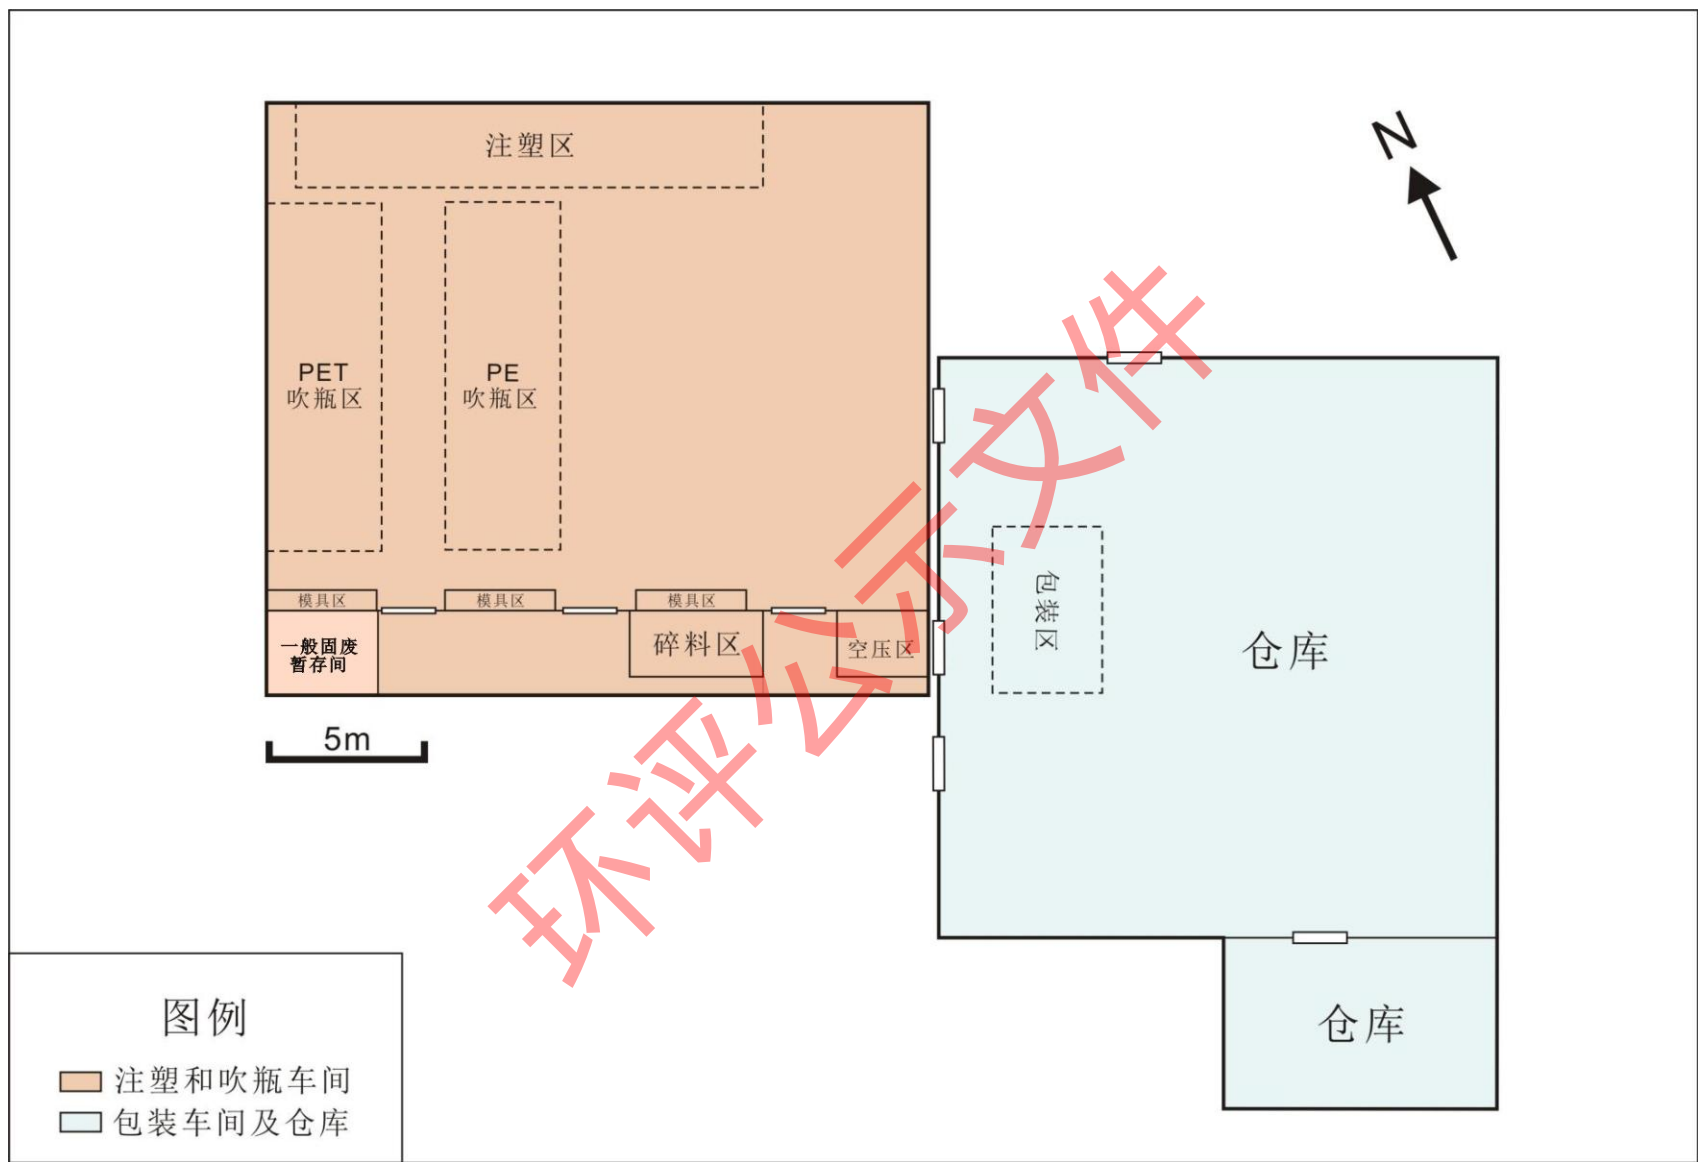 注塑区
N
PET
吹瓶区
PE
吹瓶区
模具区
模具区
模具区
一般固废
暂存间
碎料区
空压区
包装区
仓库
仓库
5m
环评公示文件
图例
注塑和吹瓶车间
包装车间及仓库